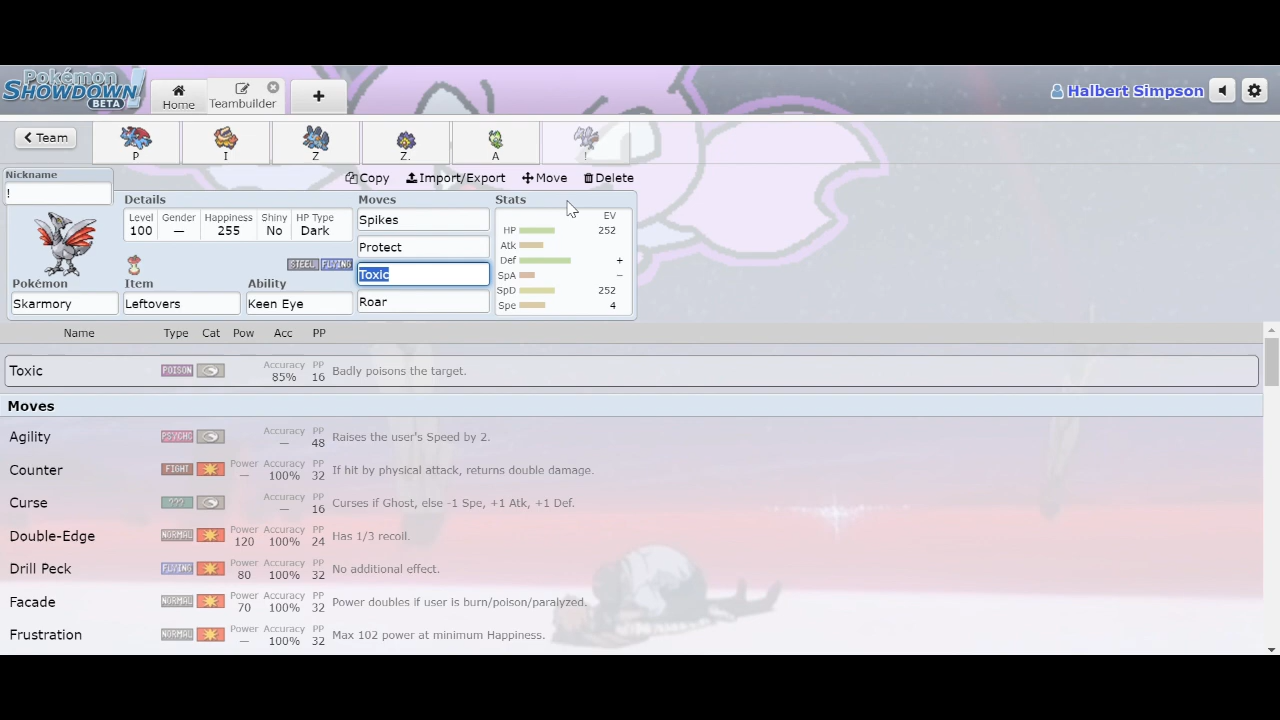 Pokémon
SHOWDOWN!
BETA
Home
Teambuilder
+
Halbert Simpson
Team
P
I
Z
Z.
A
!
Nickname
!
Copy
Import/Export
Move
Delete
Details
Level
100
Gender
—
Happiness
255
Shiny
No
HP Type
Dark
STEEL
FLYING
Pokémon
Skarmory
Item
Leftovers
Ability
Keen Eye
Moves
Spikes
Protect
Toxic
Roar
Stats
EV
HP 252
Atk
Def +
SpA −
SpD 252
Spe 4
Name Type Cat Pow Acc PP
Toxic POISON Accuracy 85% PP 16 Badly poisons the target.
Moves
Agility PSYCHC Accuracy — PP 48 Raises the user's Speed by 2.
Counter FIGHT Power — Accuracy 100% PP 32 If hit by physical attack, returns double damage.
Curse ??? Accuracy — PP 16 Curses if Ghost, else -1 Spe, +1 Atk, +1 Def.
Double-Edge NORMAL Power 120 Accuracy 100% PP 24 Has 1/3 recoil.
Drill Peck FLYING Power 80 Accuracy 100% PP 32 No additional effect.
Facade NORMAL Power 70 Accuracy 100% PP 32 Power doubles if user is burn/poison/paralyzed.
Frustration NORMAL Power — Accuracy 100% PP 32 Max 102 power at minimum Happiness.